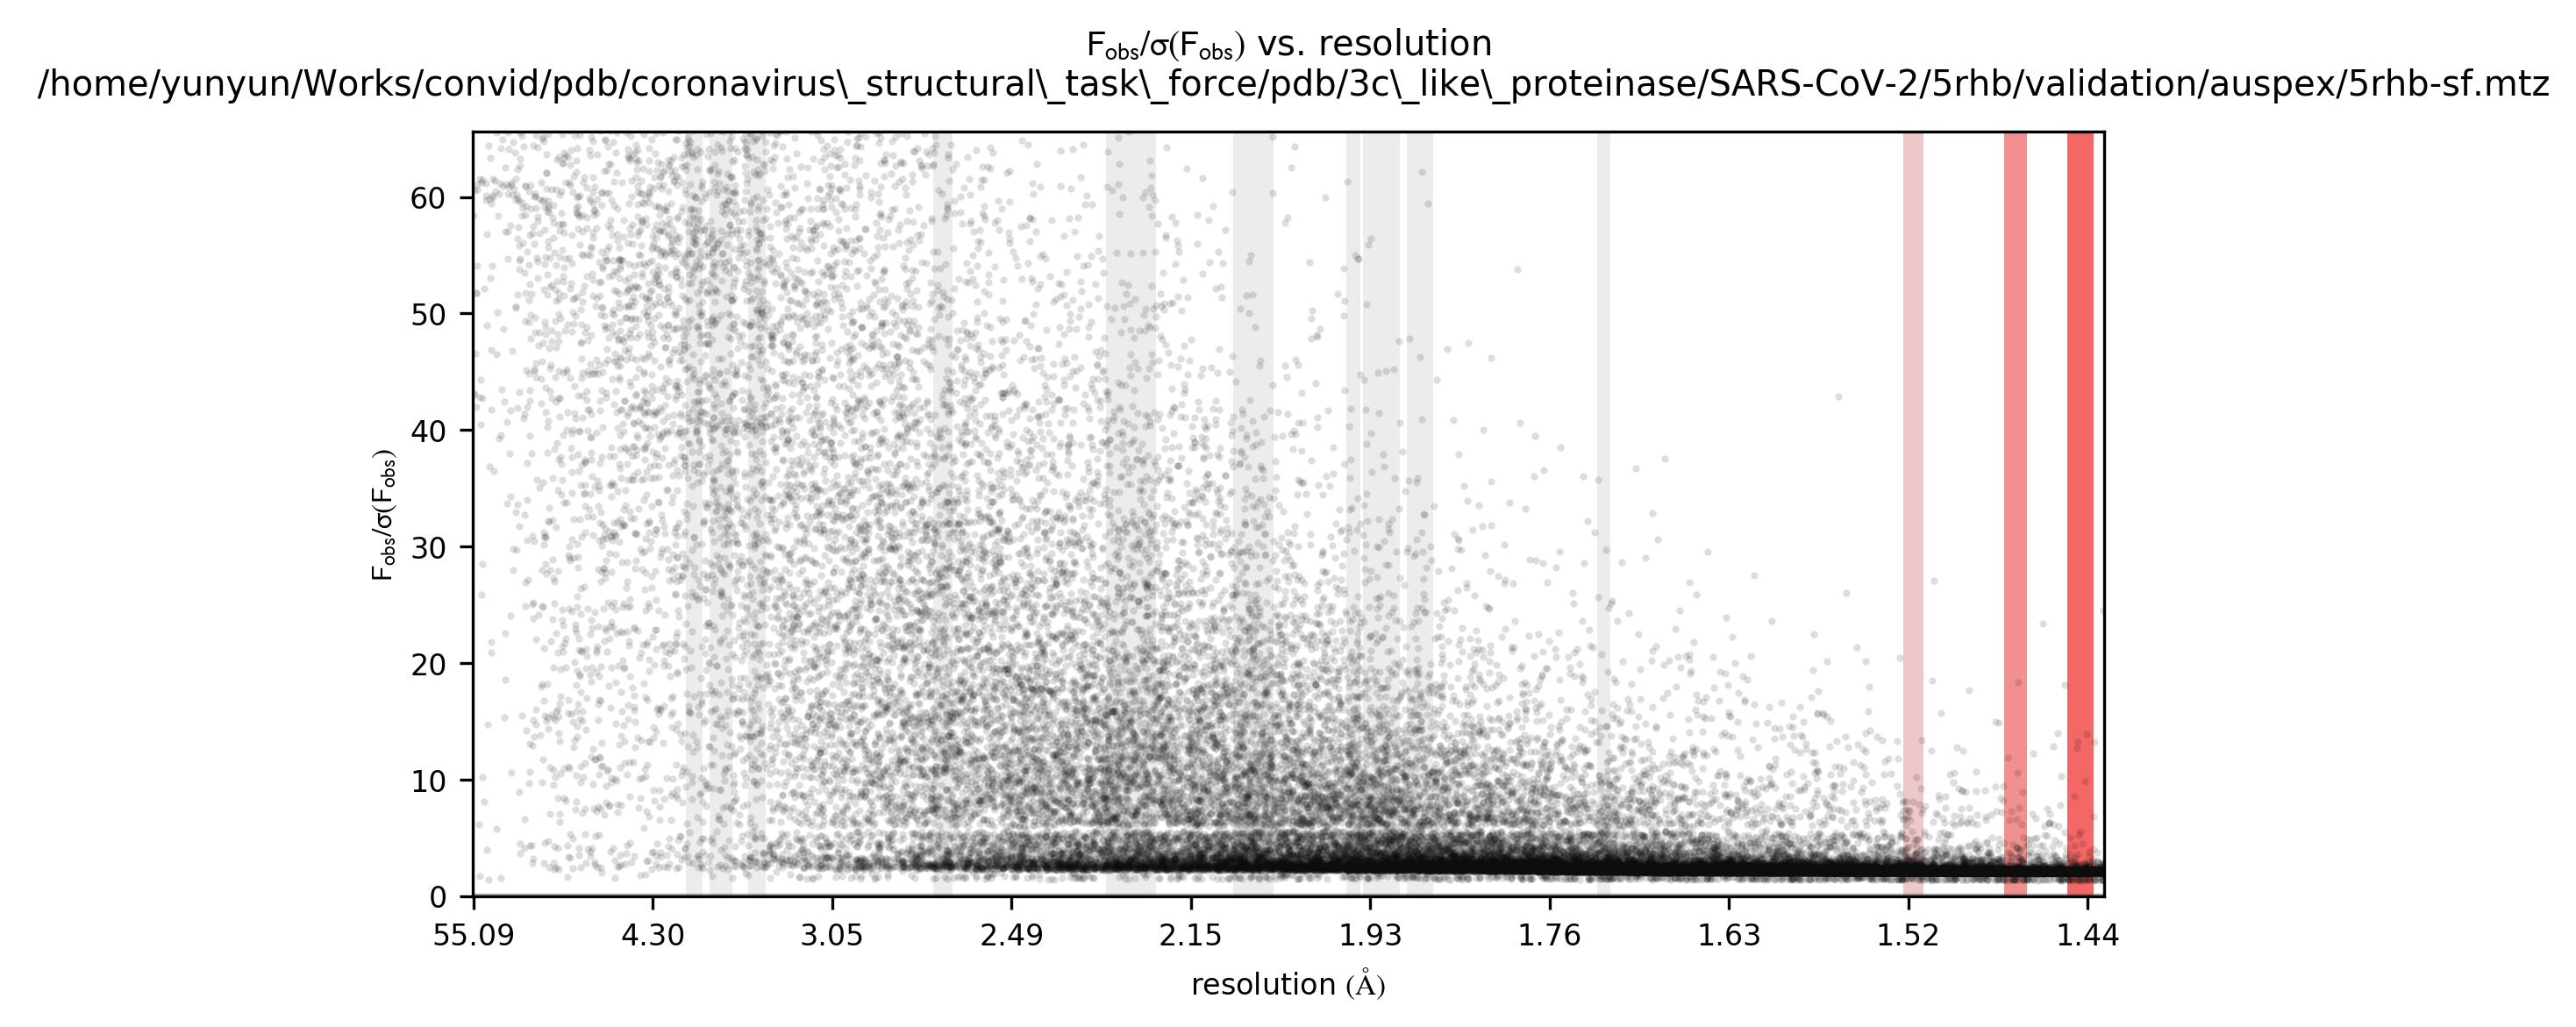 Fobs/σ(Fobs) vs. resolution
/home/yunyun/Works/convid/pdb/coronavirus\_structural\_task\_force/pdb/3c\_like\_proteinase/SARS-CoV-2/5rhb/validation/auspex/5rhb-sf.mtz
Fobs/σ(Fobs)
60
50
40
30
20
10
0
55.09 4.30 3.05 2.49 2.15 1.93 1.76 1.63 1.52 1.44
resolution (Å)